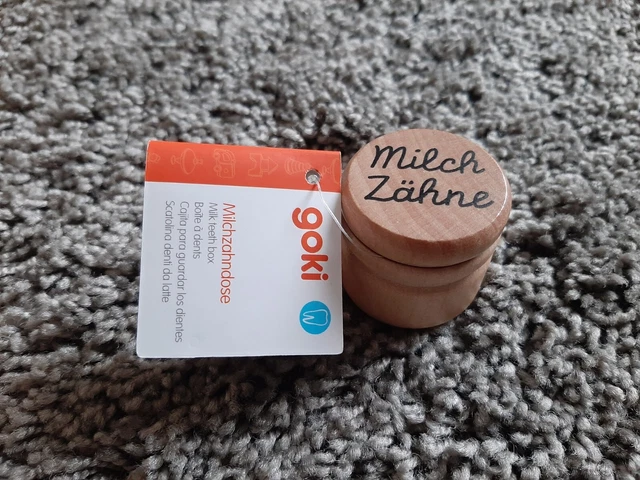 Milch
Zähne
goki
Milchzahndose
Milk teeth box
Boîte à dents
Cajita para guardar los dientes
Scatolina denti da latte